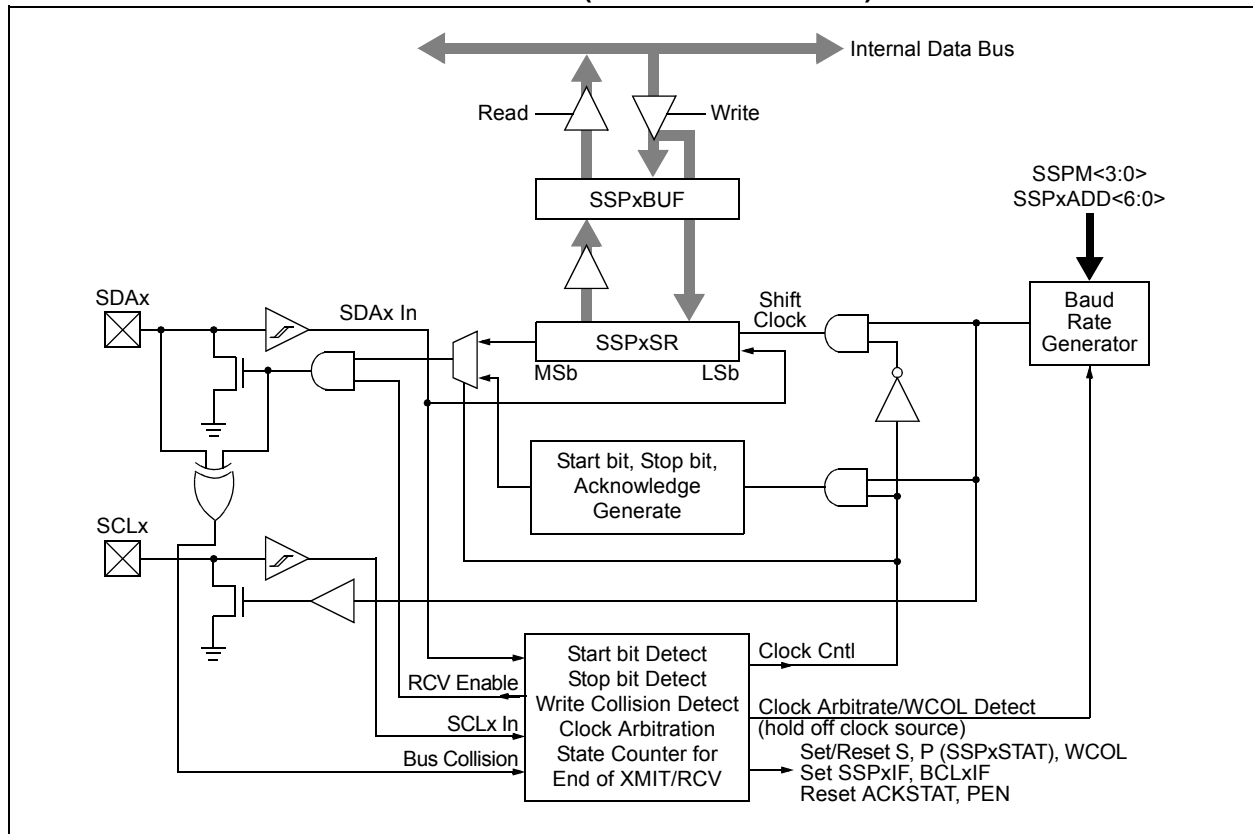 Internal Data Bus
Read
Write
SSPxBUF
SSPM<3:0>
SSPxADD<6:0>
Baud
Rate
Generator
SDAx
SDAx In
Shift
Clock
SSPxSR
MSb
LSb
Start bit, Stop bit,
Acknowledge
Generate
SCLx
Start bit Detect
Stop bit Detect
Write Collision Detect
Clock Arbitration
State Counter for
End of XMIT/RCV
RCV Enable
SCLx In
Bus Collision
Clock Cntl
Clock Arbitrate/WCOL Detect
(hold off clock source)
Set/Reset S, P (SSPxSTAT), WCOL
Set SSPxIF, BCLxIF
Reset ACKSTAT, PEN